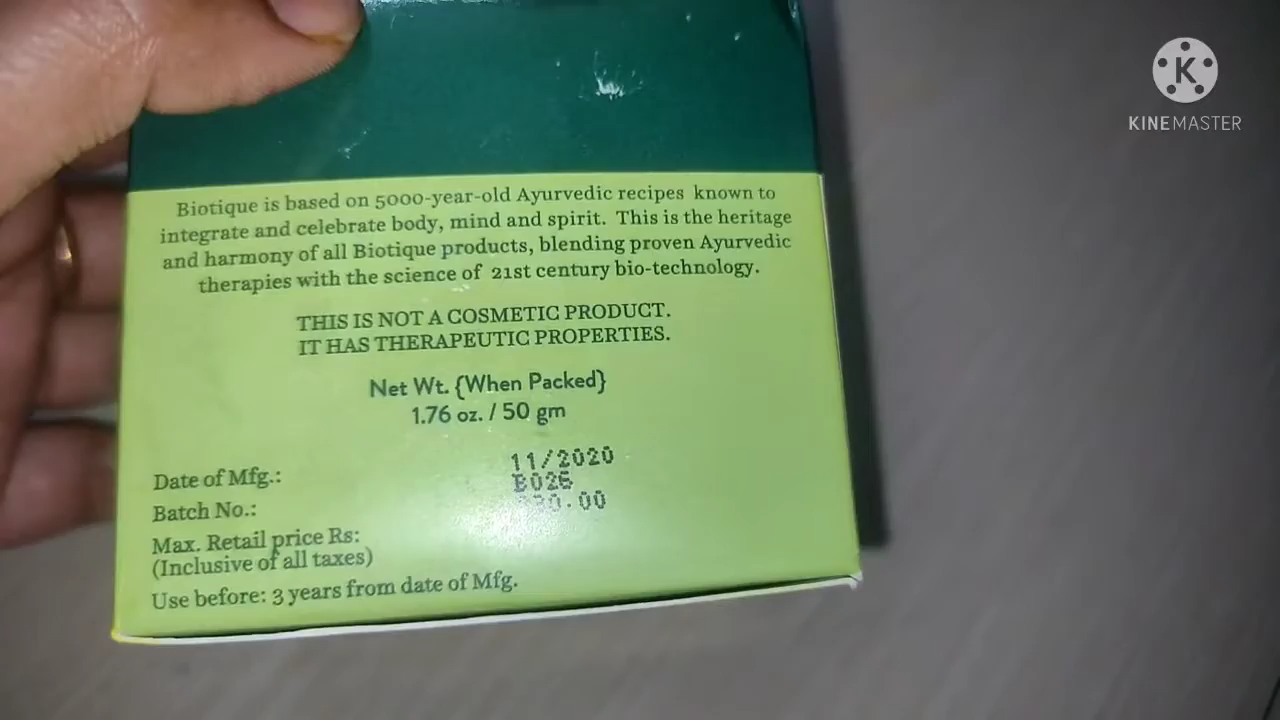 KINEMASTER
Biotique is based on 5000-year-old Ayurvedic recipes known to
integrate and celebrate body, mind and spirit. This is the heritage
and harmony of all Biotique products, blending proven Ayurvedic
therapies with the science of 21st century bio-technology.
THIS IS NOT A COSMETIC PRODUCT.
IT HAS THERAPEUTIC PROPERTIES.
Net Wt. {When Packed}
1.76 oz. / 50 gm
Date of Mfg.: 11/2020
Batch No.: B026
Max. Retail price Rs:
(Inclusive of all taxes)
Use before: 3 years from date of Mfg.